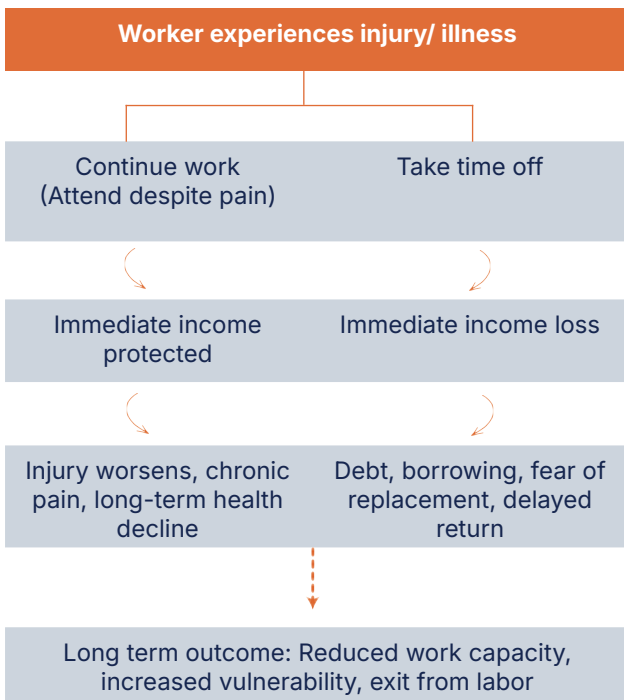 Worker experiences injury/ illness
Continue work
(Attend despite pain)
Take time off
Immediate income
protected
Immediate income loss
Injury worsens, chronic
pain, long-term health
decline
Debt, borrowing, fear of
replacement, delayed
return
Long term outcome: Reduced work capacity,
increased vulnerability, exit from labor